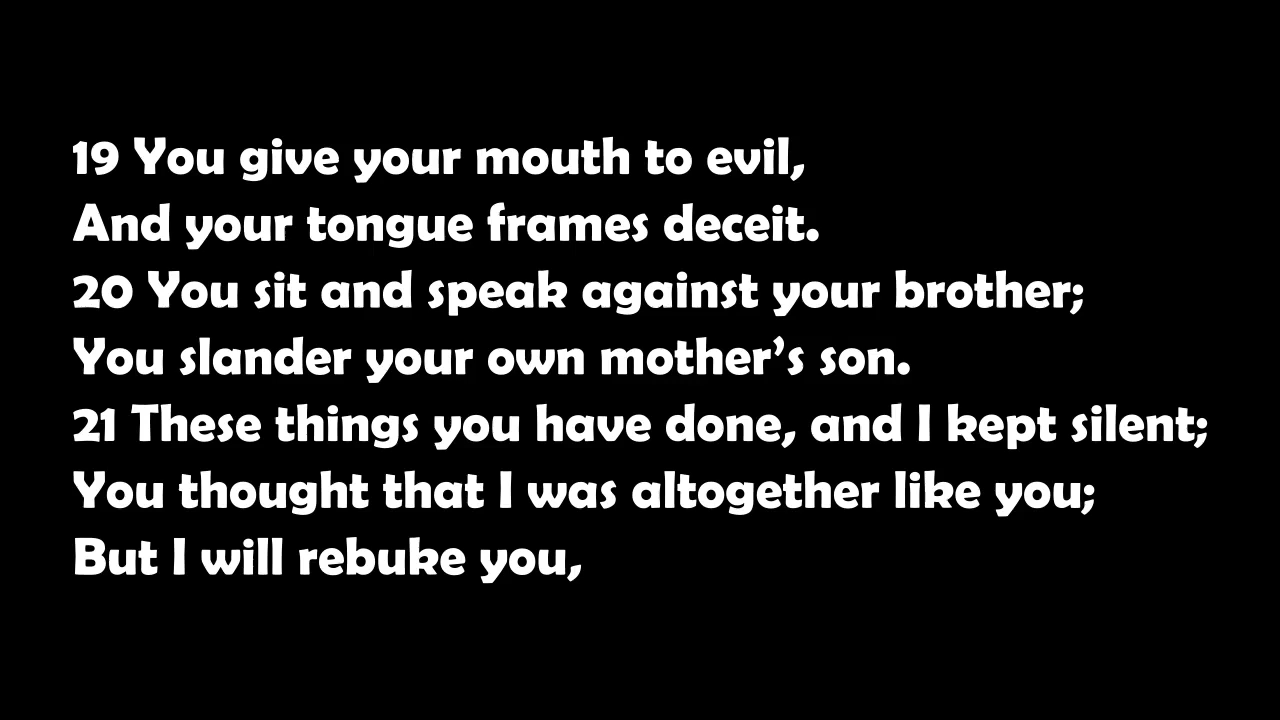 19 You give your mouth to evil,
And your tongue frames deceit.
20 You sit and speak against your brother;
You slander your own mother’s son.
21 These things you have done, and I kept silent;
You thought that I was altogether like you;
But I will rebuke you,